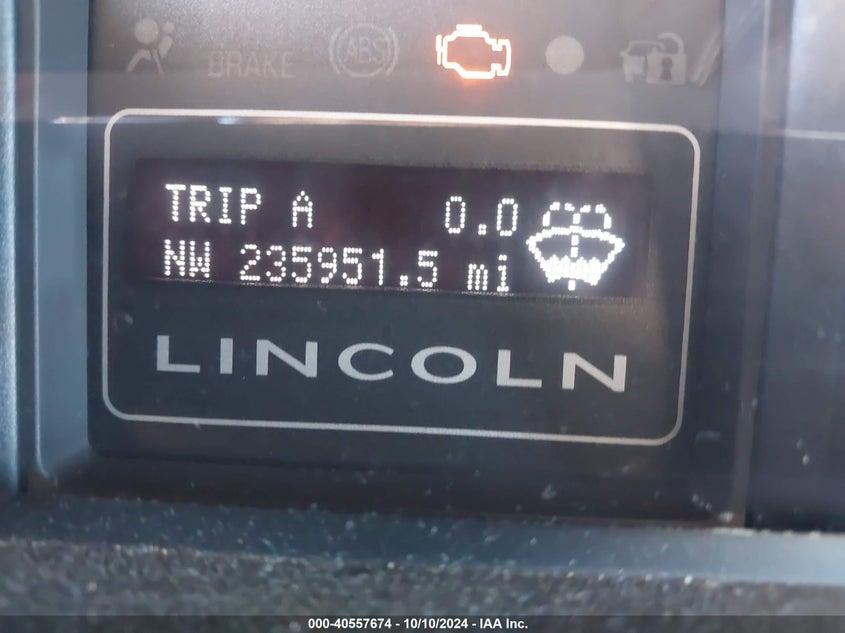 BRAKE
ABS
TRIP A 0.0
NW 235951.5 mi
LINCOLN
000-40557674 - 10/10/2024 - IAA Inc.